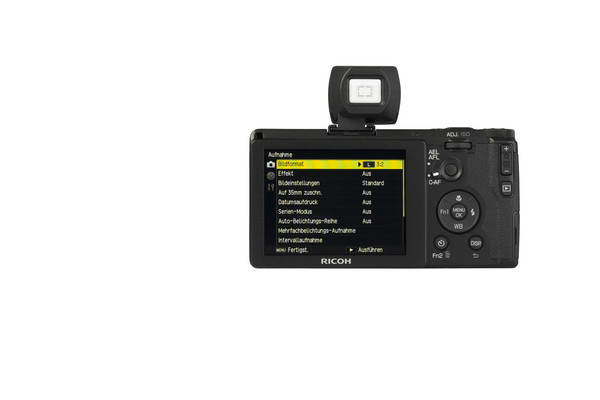 Aufnahme
Bildformat L 3:2
Effekt Aus
Bildeinstellungen Standard
Auf 35mm zuschn. Aus
Datumsaufdruck Aus
Serien-Modus Aus
Auto-Belichtungs-Reihe Aus
Mehrfachbelichtungs-Aufnahme
Intervallaufnahme
MENU Fertigst. Ausführen
RICOH
ADJ. ISO
AEL
AFL
C-AF
Fn1
MENU
OK
WB
DISP.
Fn2